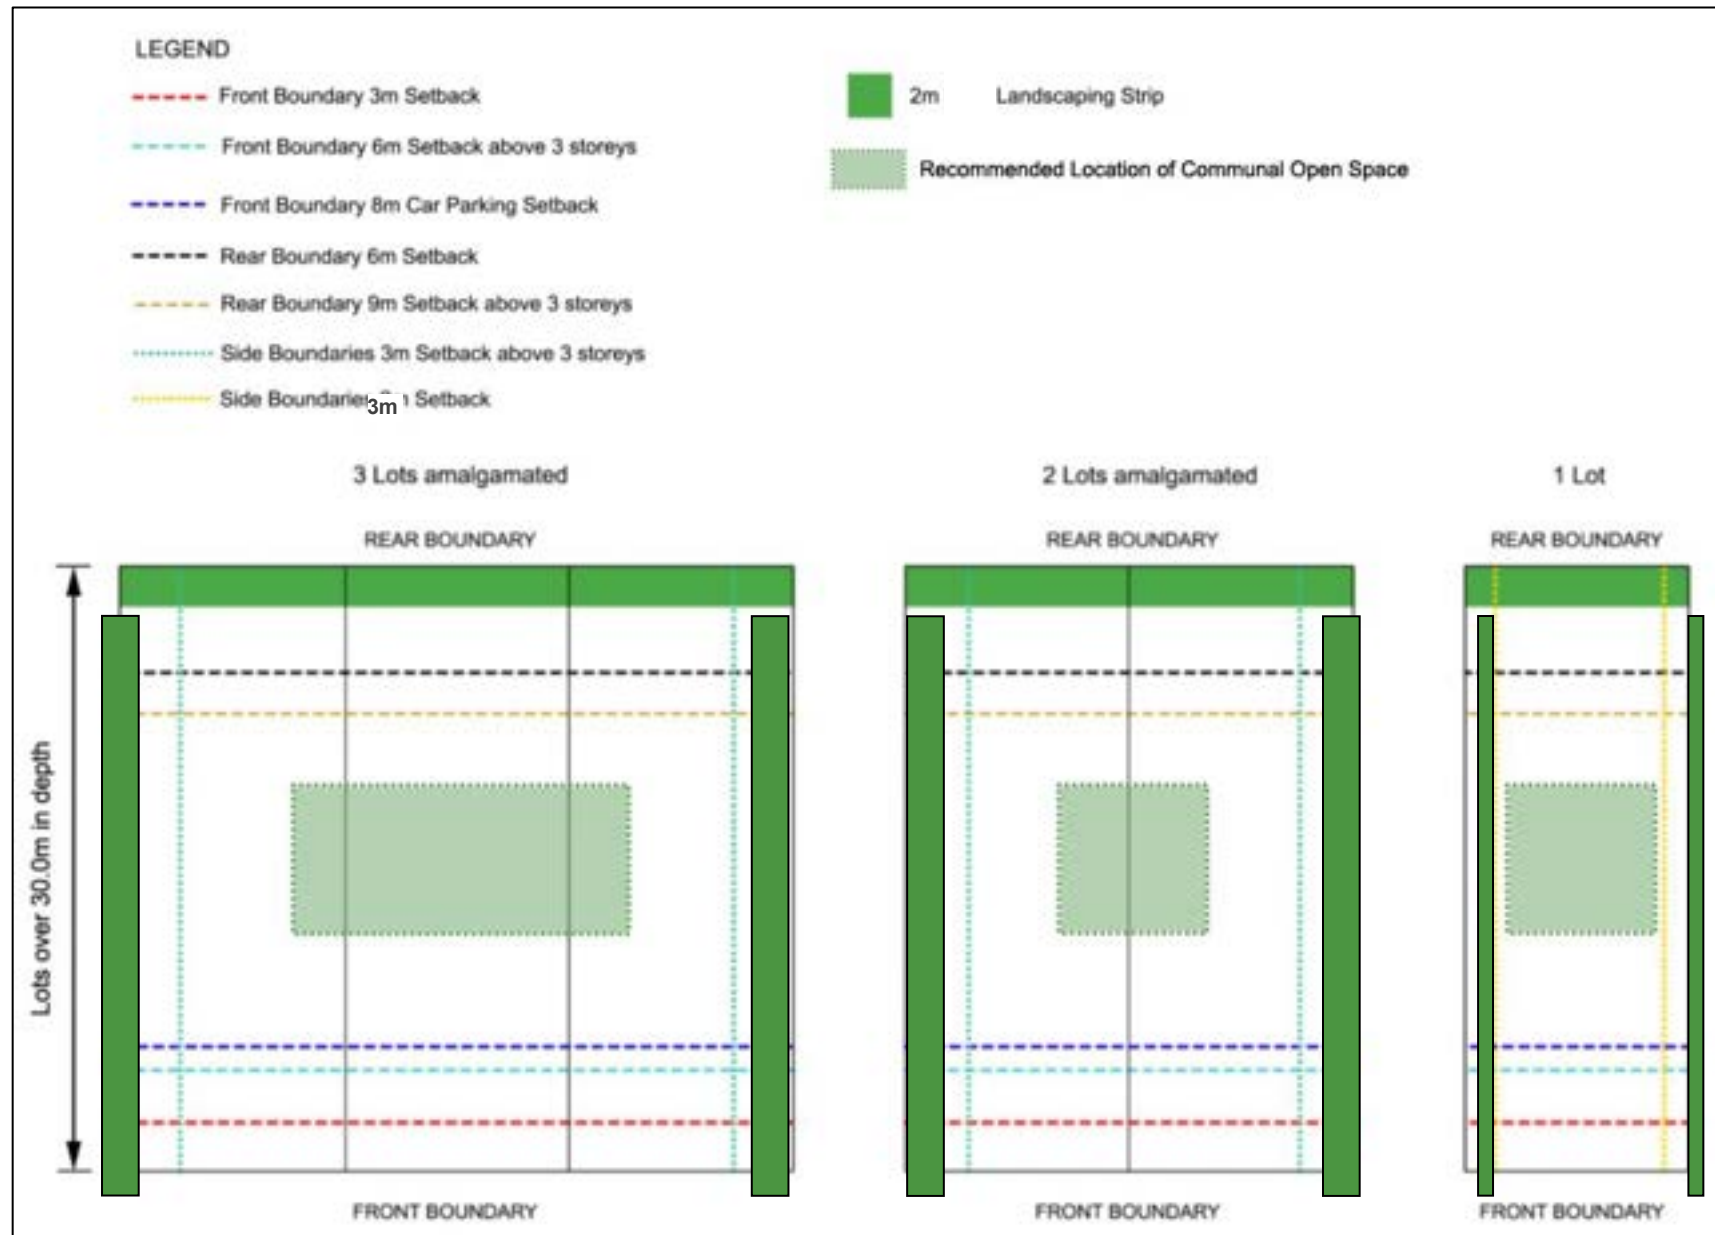 LEGEND
Front Boundary 3m Setback
Front Boundary 6m Setback above 3 storeys
Front Boundary 8m Car Parking Setback
Rear Boundary 6m Setback
Rear Boundary 9m Setback above 3 storeys
Side Boundaries 3m Setback above 3 storeys
Side Boundaries 3m Setback
2m Landscaping Strip
Recommended Location of Communal Open Space
3 Lots amalgamated
2 Lots amalgamated
1 Lot
REAR BOUNDARY
REAR BOUNDARY
REAR BOUNDARY
Lots over 30.0m in depth
FRONT BOUNDARY
FRONT BOUNDARY
FRONT BOUNDARY